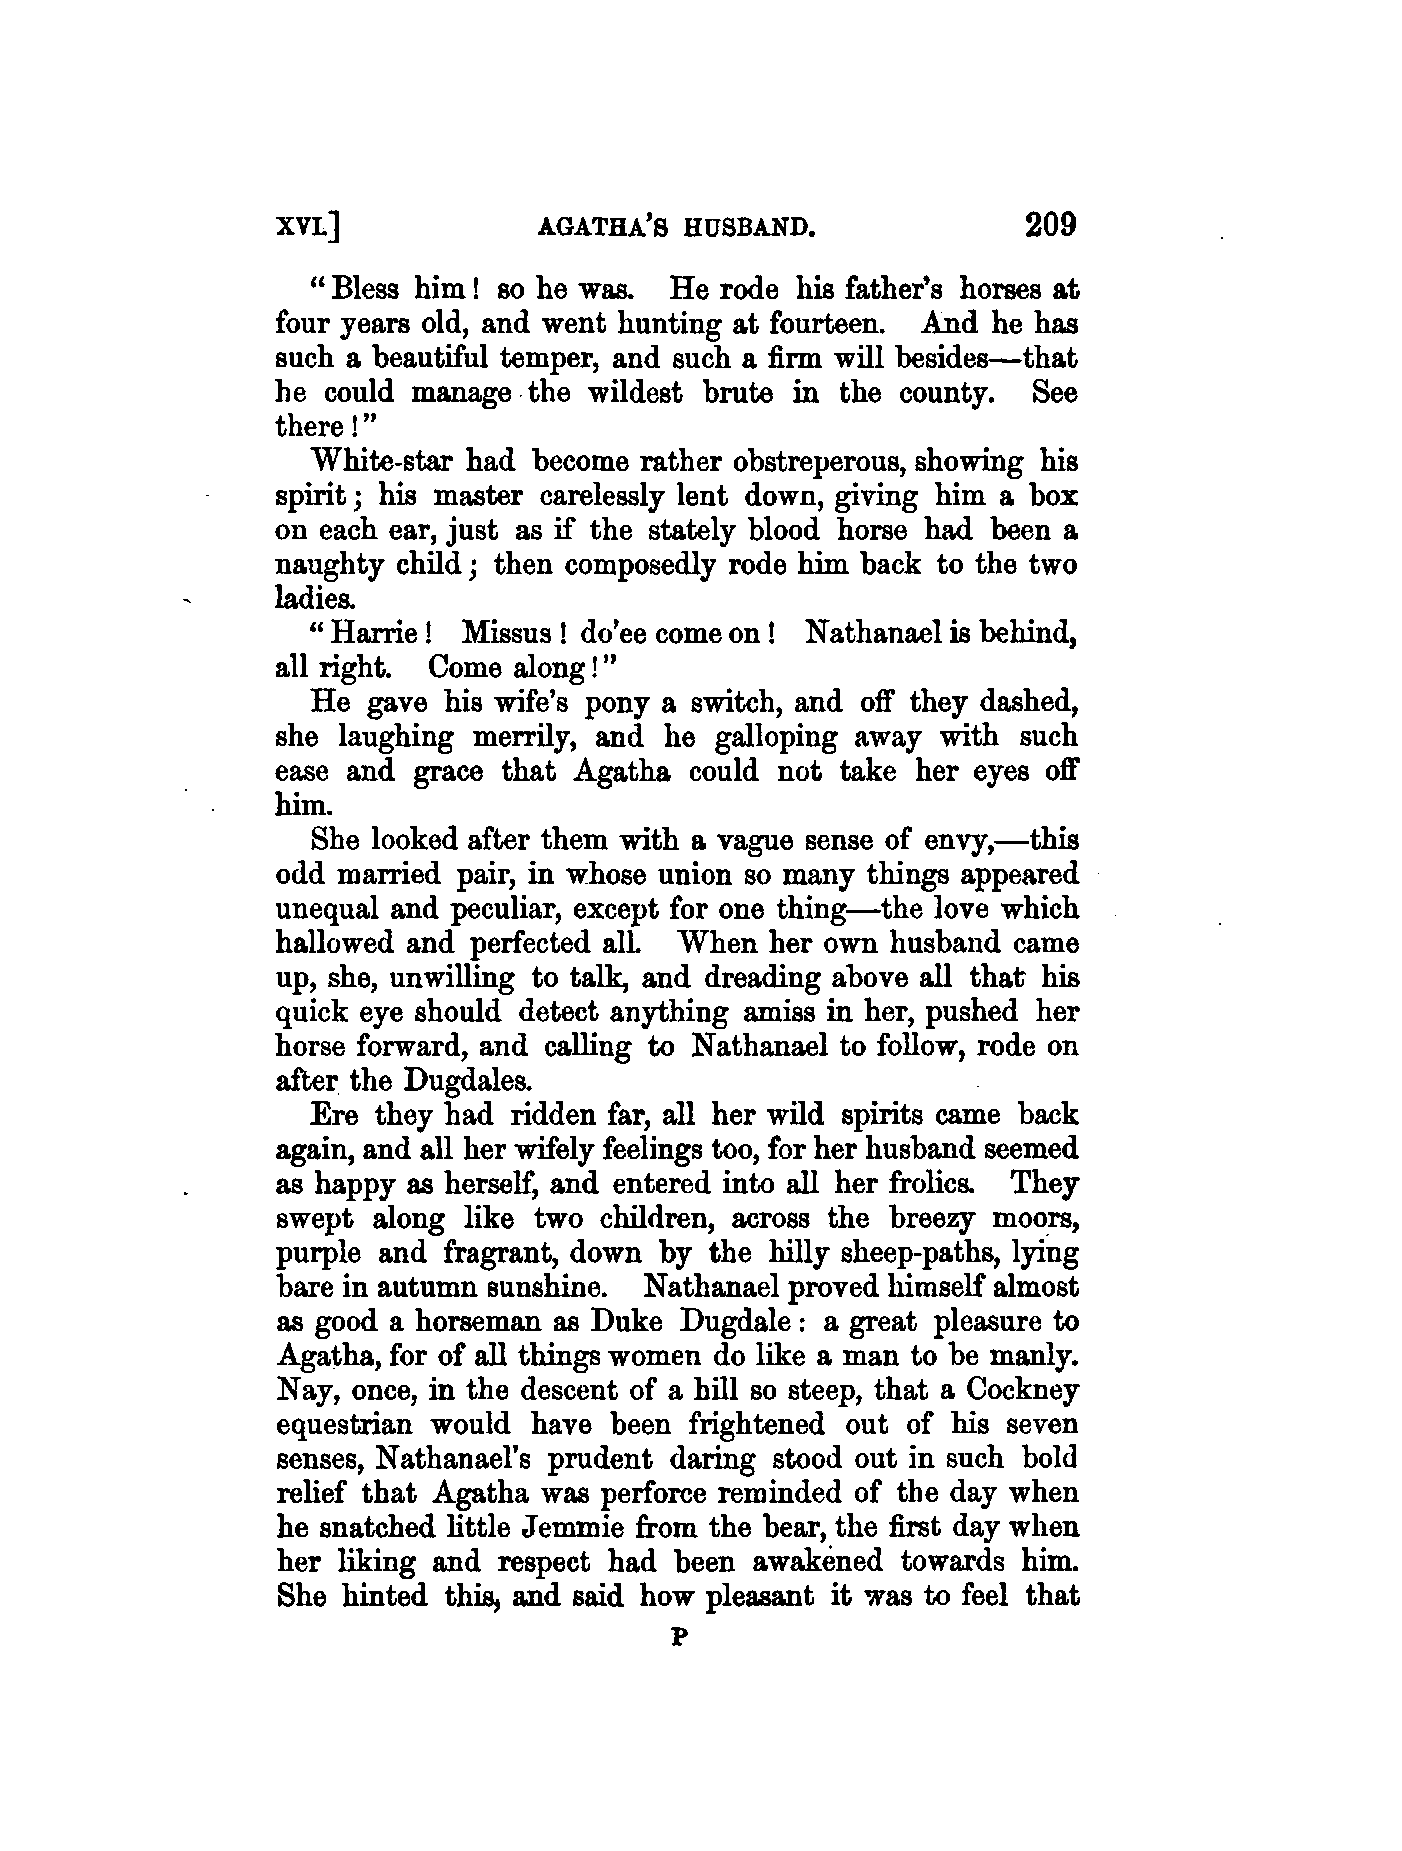 XVI.] AGATHA'S HUSBAND. 209
"Bless him! so he was. He rode his father's horses at
four years old, and went hunting at fourteen. And he has
such a beautiful temper, and such a firm will besides—that
he could manage the wildest brute in the county. See
there!"
White-star had become rather obstreperous, showing his
spirit; his master carelessly lent down, giving him a box
on each ear, just as if the stately blood horse had been a
naughty child; then composedly rode him back to the two
ladies.
"Harrie! Missus! do'ee come on! Nathanael is behind,
all right. Come along!"
He gave his wife's pony a switch, and off they dashed,
she laughing merrily, and he galloping away with such
ease and grace that Agatha could not take her eyes off
him.
She looked after them with a vague sense of envy,—this
odd married pair, in whose union so many things appeared
unequal and peculiar, except for one thing—the love which
hallowed and perfected all. When her own husband came
up, she, unwilling to talk, and dreading above all that his
quick eye should detect anything amiss in her, pushed her
horse forward, and calling to Nathanael to follow, rode on
after the Dugdales.
Ere they had ridden far, all her wild spirits came back
again, and all her wifely feelings too, for her husband seemed
as happy as herself, and entered into all her frolics. They
swept along like two children, across the breezy moors,
purple and fragrant, down by the hilly sheep-paths, lying
bare in autumn sunshine. Nathanael proved himself almost
as good a horseman as Duke Dugdale: a great pleasure to
Agatha, for of all things women do like a man to be manly.
Nay, once, in the descent of a hill so steep, that a Cockney
equestrian would have been frightened out of his seven
senses, Nathanael's prudent daring stood out in such bold
relief that Agatha was perforce reminded of the day when
he snatched little Jemmie from the bear, the first day when
her liking and respect had been awakened towards him.
She hinted this, and said how pleasant it was to feel that
P